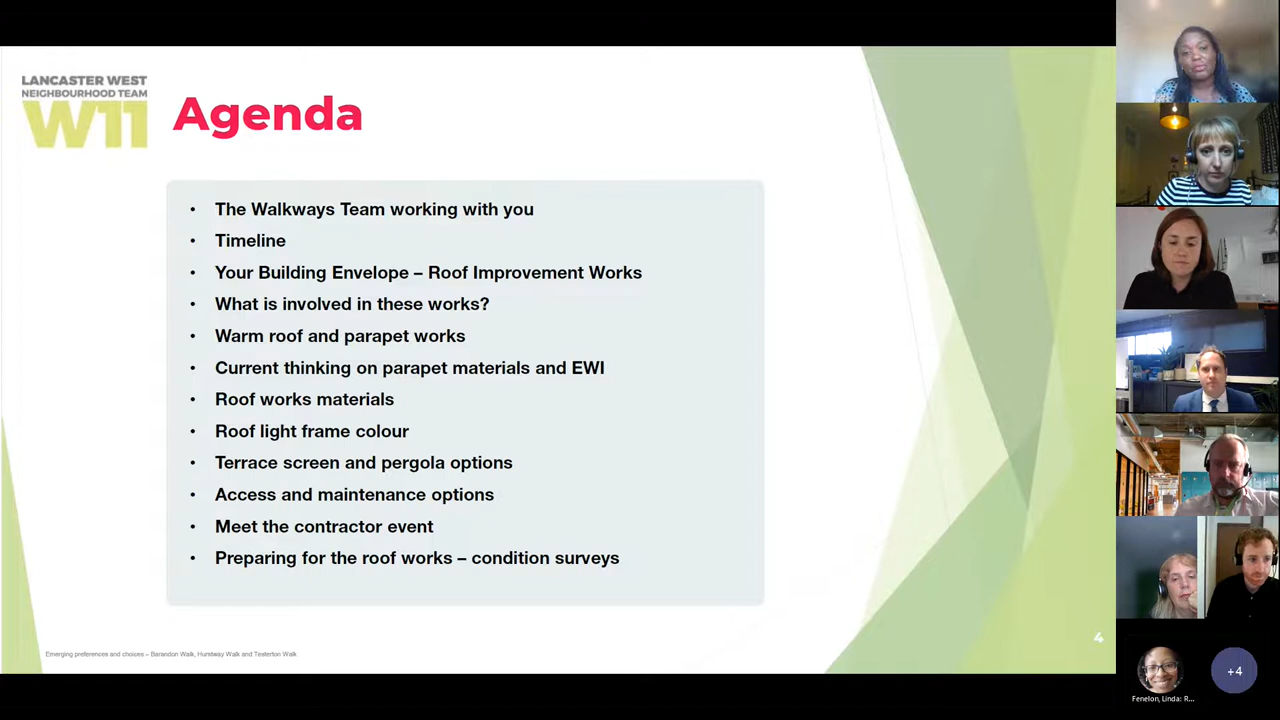 LANCASTER WEST
NEIGHBOURHOOD TEAM
W11
Agenda
• The Walkways Team working with you
• Timeline
• Your Building Envelope – Roof Improvement Works
• What is involved in these works?
• Warm roof and parapet works
• Current thinking on parapet materials and EWI
• Roof works materials
• Roof light frame colour
• Terrace screen and pergola options
• Access and maintenance options
• Meet the contractor event
• Preparing for the roof works – condition surveys
Emerging preferences and choices – Barandon Walk, Hurstway Walk and Testerton Walk
4
Fenelon, Linda: R...
+4